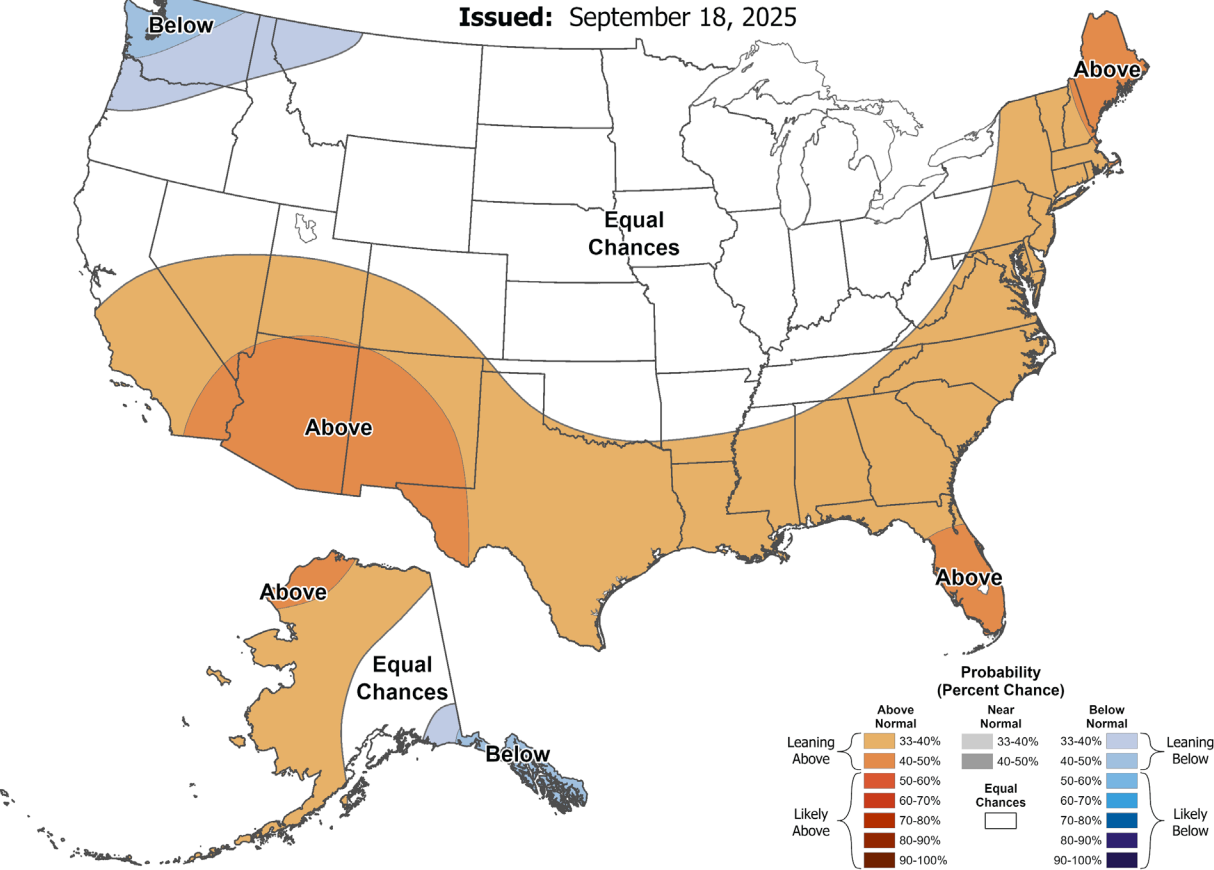 Issued: September 18, 2025
Below
Above
Equal
Chances
Above
Above
Above
Equal
Chances
Below
Probability
(Percent Chance)
Above
Normal
Near
Normal
Below
Normal
Leaning
Above
33-40%
40-50%
33-40%
40-50%
33-40%
40-50%
Leaning
Below
Likely
Above
50-60%
60-70%
70-80%
80-90%
90-100%
Equal
Chances
50-60%
60-70%
70-80%
80-90%
90-100%
Likely
Below